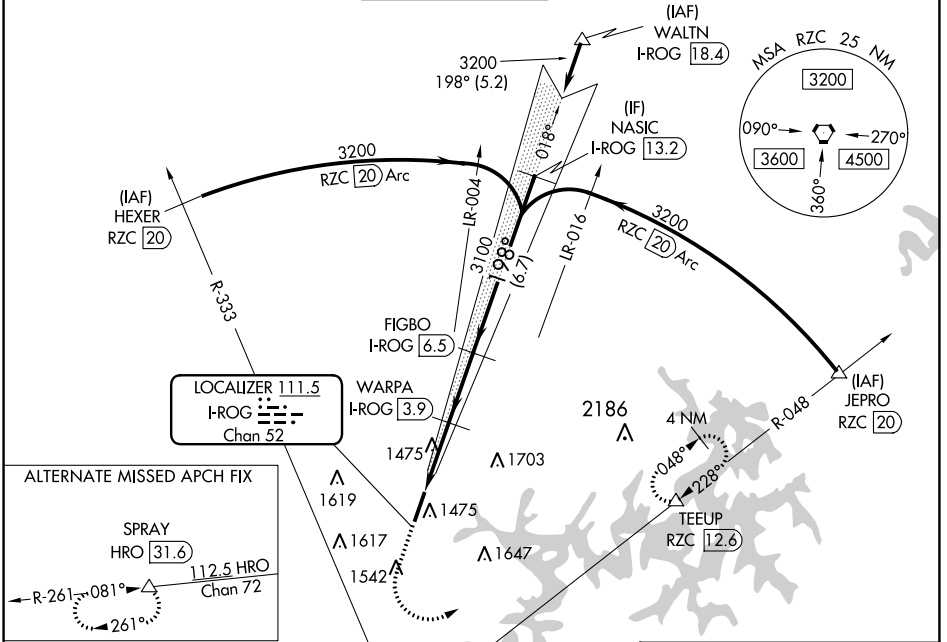 (IAF)
WALTN
I-ROG 18.4
3200
198° (5.2)
MSA RZC 25 NM
3200
090°
270°
3600
4500
360°
018°
(IF)
NASIC
I-ROG 13.2
3200
RZC 20 Arc
LR-004
(IAF)
HEXER
RZC 20
3100
198°
(6.7)
LR-016
3200
RZC 20 Arc
R-333
FIGBO
I-ROG 6.5
LOCALIZER 111.5
I-ROG
Chan 52
WARPA
I-ROG 3.9
2186
4 NM
R-048
(IAF)
JEPRO
RZC 20
1475
1703
048°
228°
1619
1475
TEEUP
RZC 12.6
1617
1647
1542
ALTERNATE MISSED APCH FIX
SPRAY
HRO 31.6
112.5 HRO
Chan 72
R-261
081°
261°